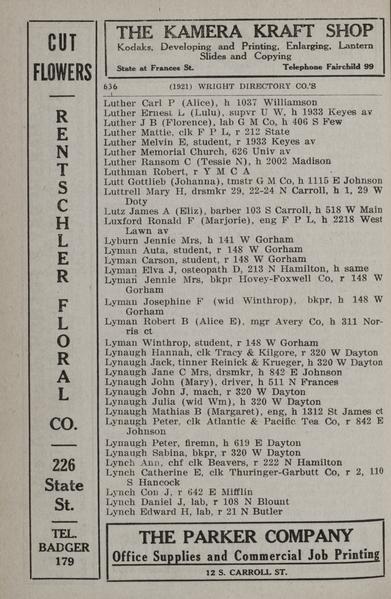 CUT
FLOWERS
RENTSCHLER
FLORAL
CO.
226
State
St.
TEL.
BADGER
179
THE KAMERA KRAFT SHOP
Kodaks, Developing and Printing, Enlarging, Lantern
Slides and Copying
State at Frances St. Telephone Fairchild 99
636 (1921) WRIGHT DIRECTORY CO.'S
Luther Carl P (Alice), h 1037 Williamson
Luther Ernest L (Lulu), supvr U W, h 1933 Keyes av
Luther J B (Florence), lab G M Co, h 406 S Few
Luther Mattie, clk F P L, r 212 State
Luther Melvin E, student, r 1933 Keyes av
Luther Memorial Church, 626 Univ av
Luther Ransom C (Tessie N), h 2002 Madison
Luthman Robert, r Y M C A
Lutt Gottlieb (Johanna), tmstr G M Co, h 1115 E Johnson
Luttrell Mary H, drsmkr 29, 22-24 N Carroll, h 1, 29 W
Doty
Lutz James A (Eliz), barber 103 S Carroll, h 518 W Main
Luxford Ronald F (Marjorie), eng F P L, h 2218 West
Lawn av
Lyburn Jennie Mrs, h 141 W Gorham
Lyman Auta, student, r 148 W Gorham
Lyman Carson, student, r 148 W Gorham
Lyman Elva J, osteopath D, 213 N Hamilton, h same
Lyman Jennie Mrs, bkpr Hovey-Foxwell Co, r 148 W
Gorham
Lyman Josephine F (wid Winthrop), bkpr, h 148 W
Gorham
Lyman Robert B (Alice E), mgr Avery Co, h 311 Nor-
ris ct
Lyman Winthrop, student, r 148 W Gorham
Lynaugh Hannah, clk Tracy & Kilgore, r 320 W Dayton
Lynaugh Jack, tinner Reinick & Krueger, h 320 W Dayton
Lynaugh Jane C Mrs, drsmkr, h 842 E Johnson
Lynaugh John (Mary), driver, h 511 N Frances
Lynaugh John J, mach, r 320 W Dayton
Lynaugh Julia (wid Wm), h 320 W Dayton
Lynaugh Mathias B (Margaret), eng, h 1312 St James ct
Lynaugh Peter, clk Atlantic & Pacific Tea Co, r 842 E
Johnson
Lynaugh Peter, firemn, h 619 E Dayton
Lynaugh Sabina, bkpr, r 320 W Dayton
Lynch Ann, chf clk Beavers, r 222 N Hamilton
Lynch Catherine E, clk Thuringer-Garbutt Co, r 2, 110
S Hancock
Lynch Con J, r 642 E Mifflin
Lynch Daniel J, lab, r 108 N Blount
Lynch Edward H, lab, r 21 N Butler
THE PARKER COMPANY
Office Supplies and Commercial Job Printing
12 S. CARROLL ST.